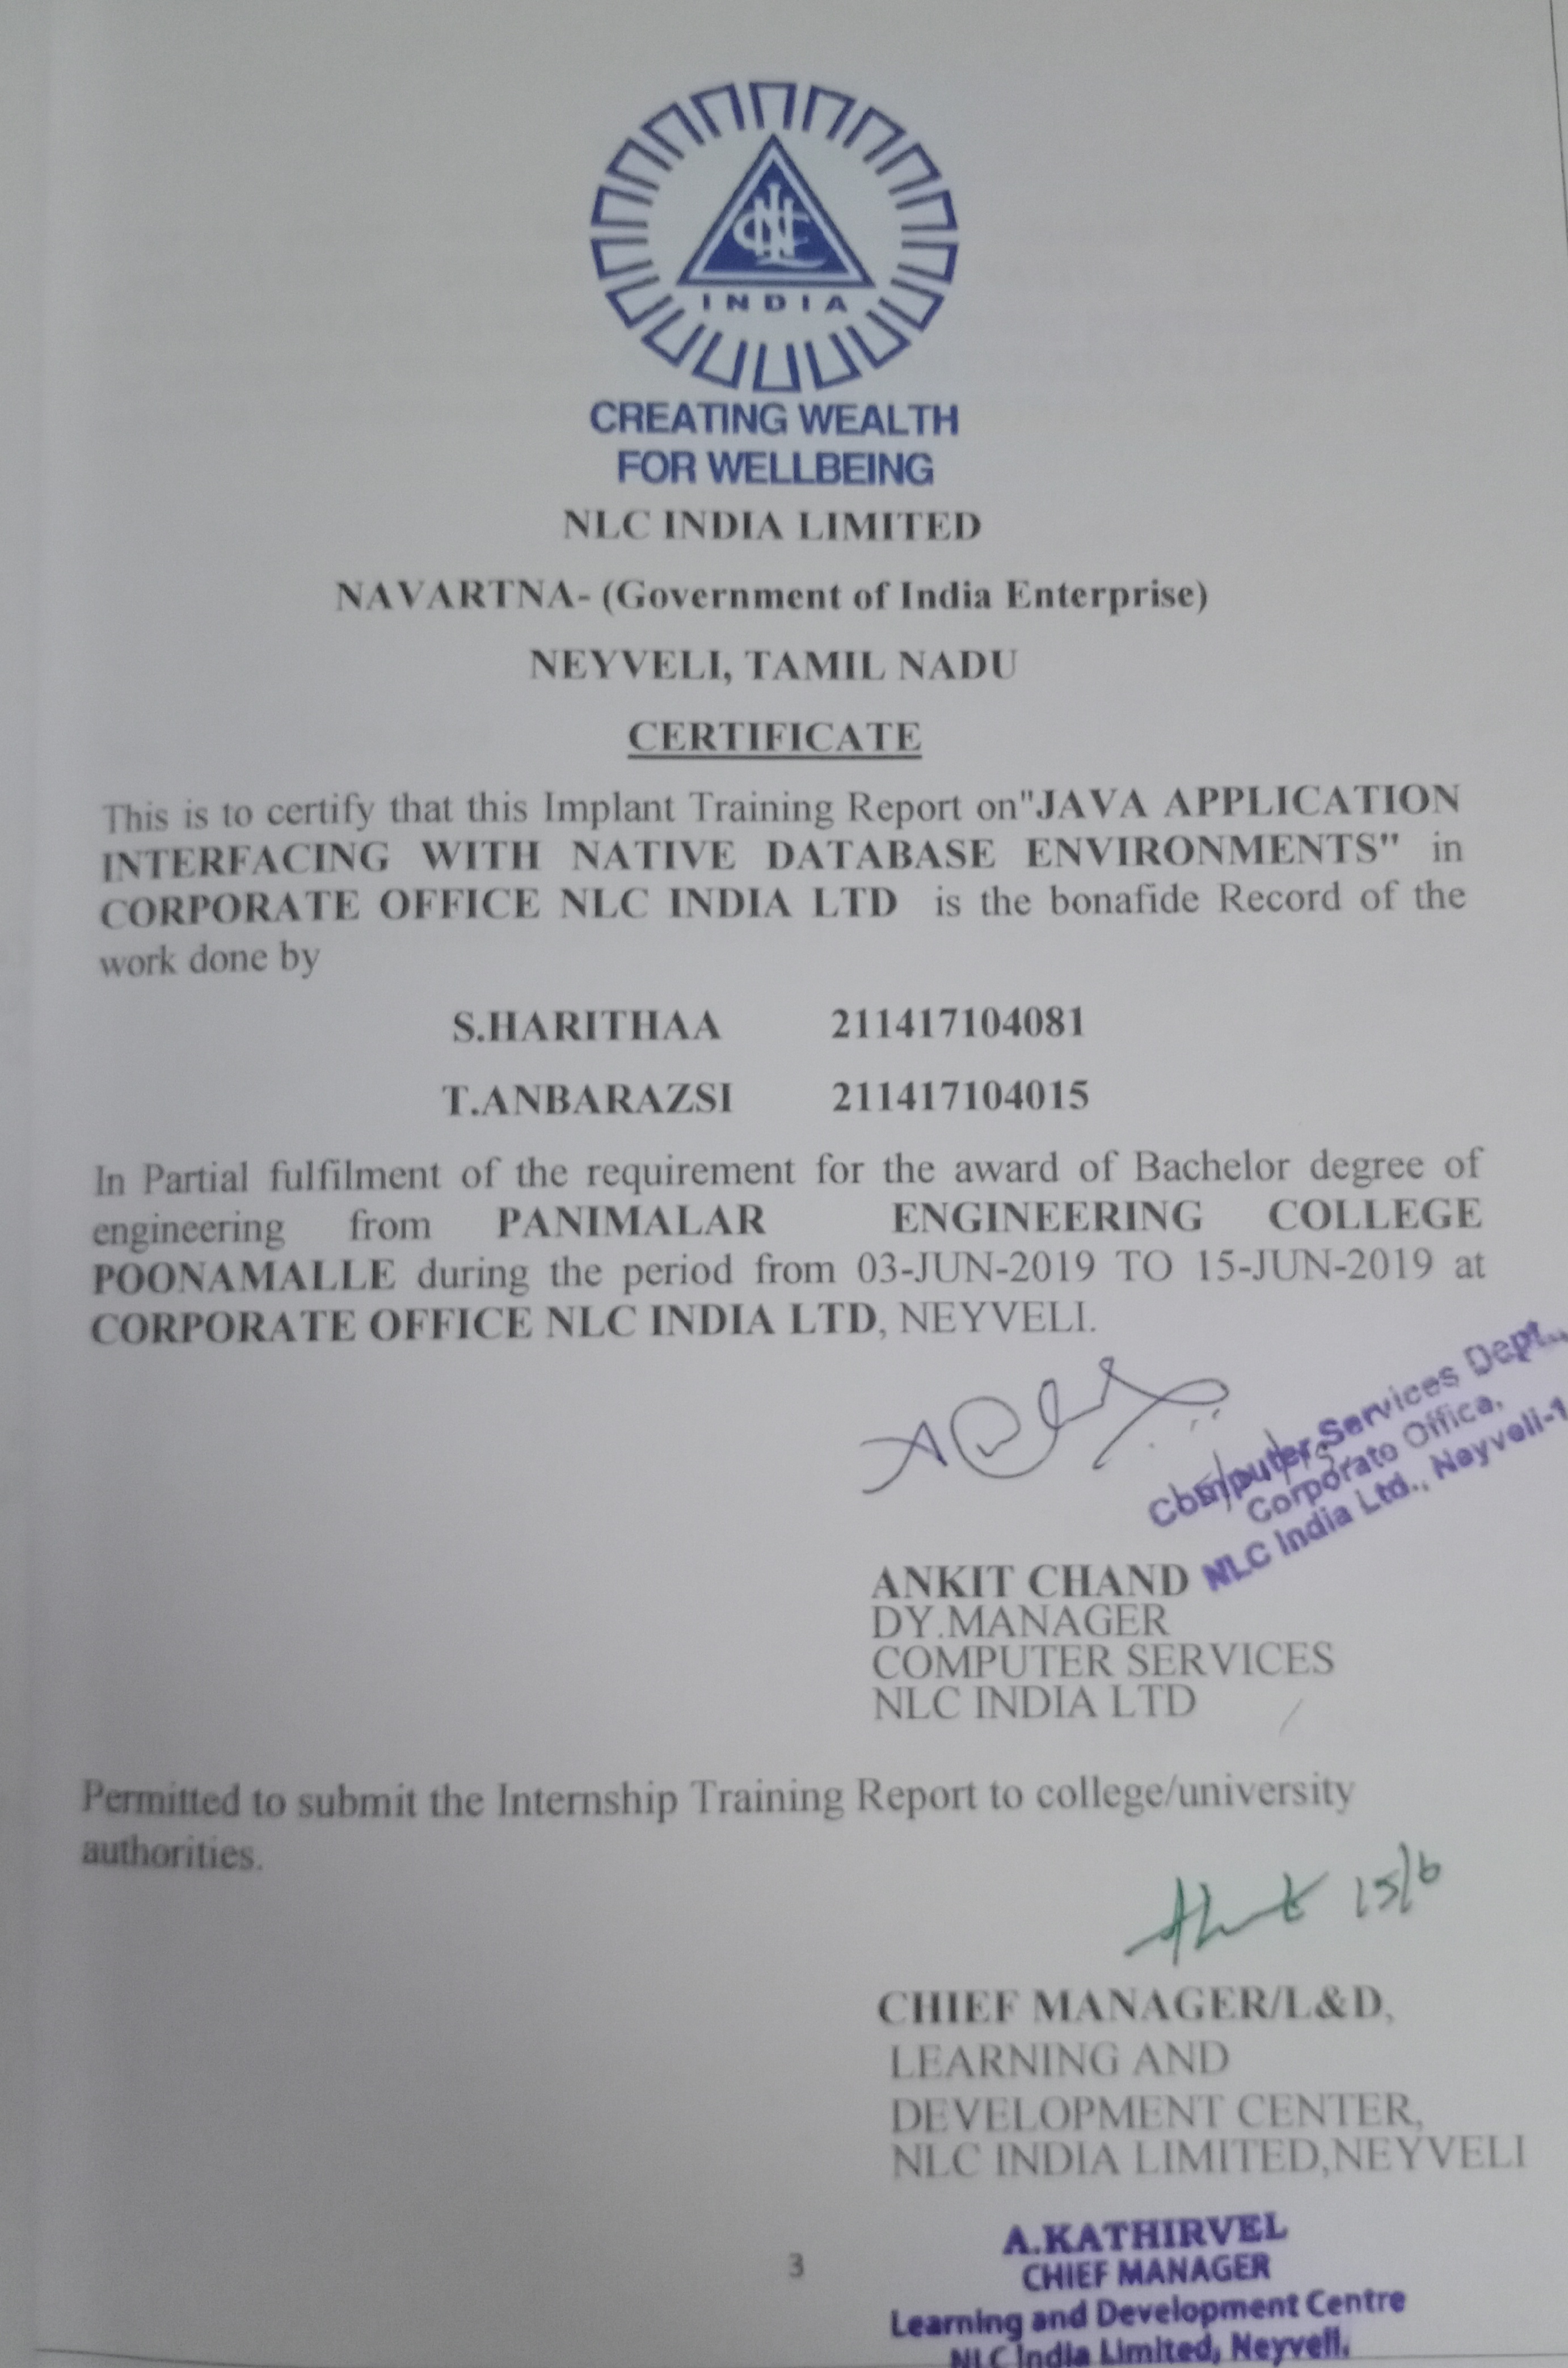 INDIA
CREATING WEALTH
FOR WELLBEING
NLC INDIA LIMITED
NAVARTNA- (Government of India Enterprise)
NEYVELI, TAMIL NADU
CERTIFICATE
This is to certify that this Implant Training Report on"JAVA APPLICATION
INTERFACING WITH NATIVE DATABASE ENVIRONMENTS" in
CORPORATE OFFICE NLC INDIA LTD is the bonafide Record of the
work done by
S.HARITHAA 211417104081
T.ANBARAZSI 211417104015
In Partial fulfilment of the requirement for the award of Bachelor degree of
engineering from PANIMALAR ENGINEERING COLLEGE
POONAMALLE during the period from 03-JUN-2019 TO 15-JUN-2019 at
CORPORATE OFFICE NLC INDIA LTD, NEYVELI.
Computer Services Dept.,
Corporate Office,
NLC India Ltd., Neyveli-1
ANKIT CHAND
DY.MANAGER
COMPUTER SERVICES
NLC INDIA LTD
Permitted to submit the Internship Training Report to college/university
authorities.
15/6
CHIEF MANAGER/L&D,
LEARNING AND
DEVELOPMENT CENTER,
NLC INDIA LIMITED,NEYVELI
A.KATHIRVEL
CHIEF MANAGER
Learning and Development Centre
NLC India Limited, Neyveli.
3